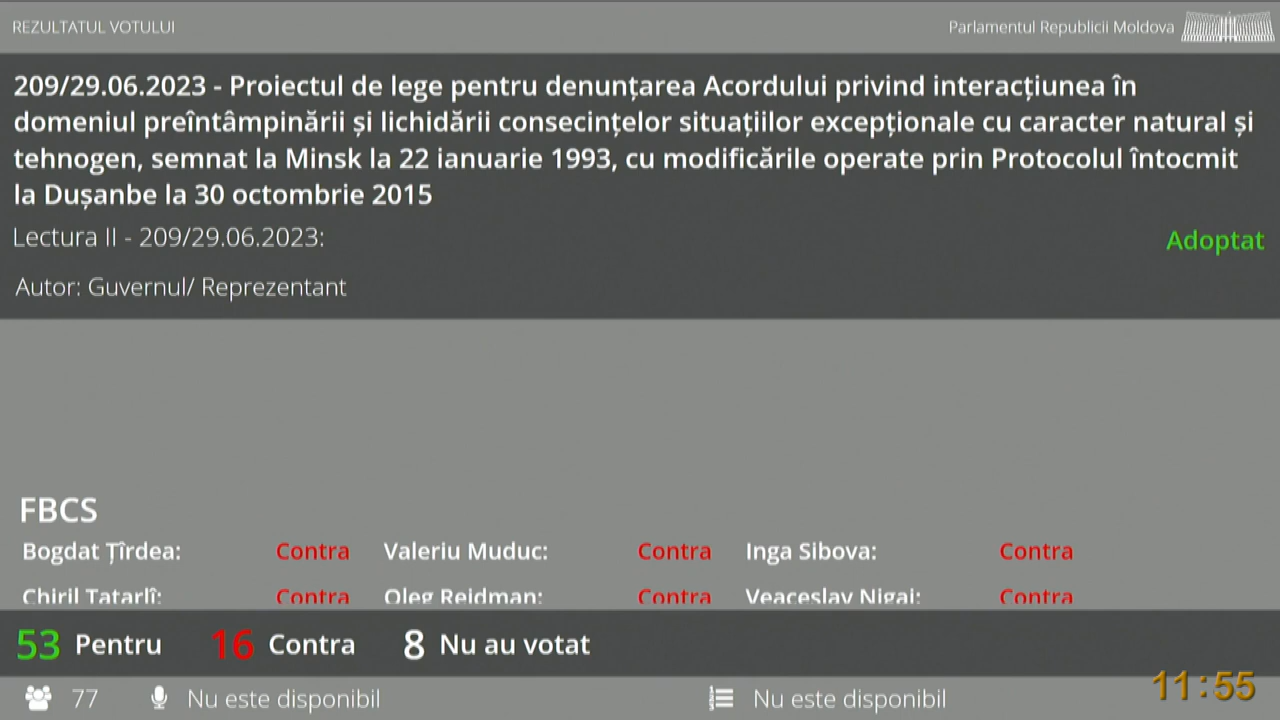 REZULTATUL VOTULUI
Parlamentul Republicii Moldova
209/29.06.2023 - Proiectul de lege pentru denunțarea Acordului privind interacțiunea în
domeniul preîntâmpinării și lichidării consecințelor situațiilor excepționale cu caracter natural și
tehnogen, semnat la Minsk la 22 ianuarie 1993, cu modificările operate prin Protocolul întocmit
la Dușanbe la 30 octombrie 2015
Lectura II - 209/29.06.2023:
Adoptat
Autor: Guvernul/ Reprezentant
FBCS
Bogdat Țîrdea: Contra Valeriu Muduc: Contra Inga Sibova: Contra
Chiril Tatarlî: Contra Oleg Reidman: Contra Veaceslav Nigai: Contra
53 Pentru 16 Contra 8 Nu au votat
77 Nu este disponibil Nu este disponibil
11:55